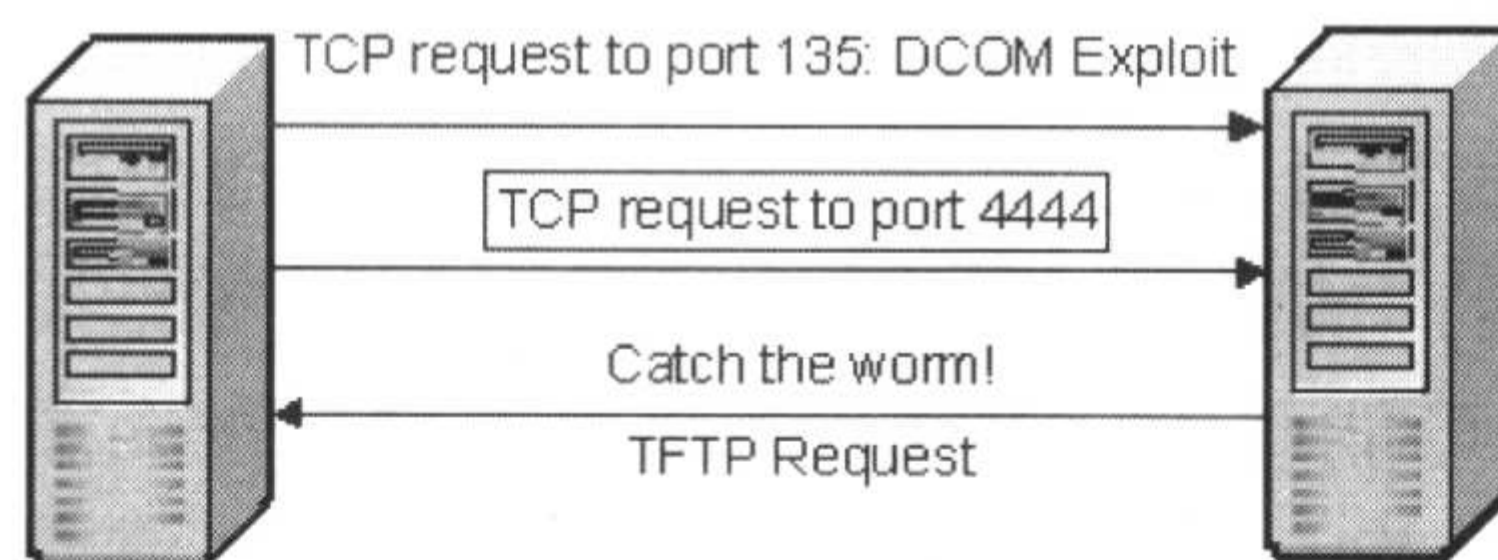 TCP request to port 135: DCOM Exploit
TCP request to port 4444
Catch the worm!
TFTP Request